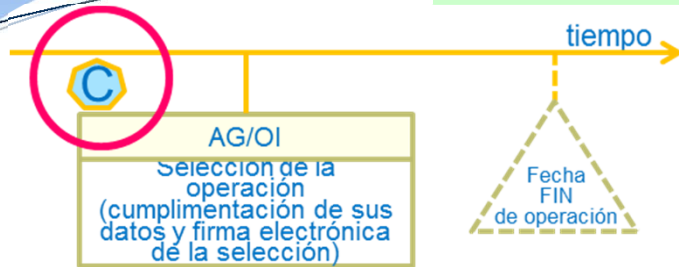 tiempo
C
AG/OI
Selección de la
operación
(cumplimentación de sus
datos y firma electrónica
de la selección)
Fecha
FIN
de operación